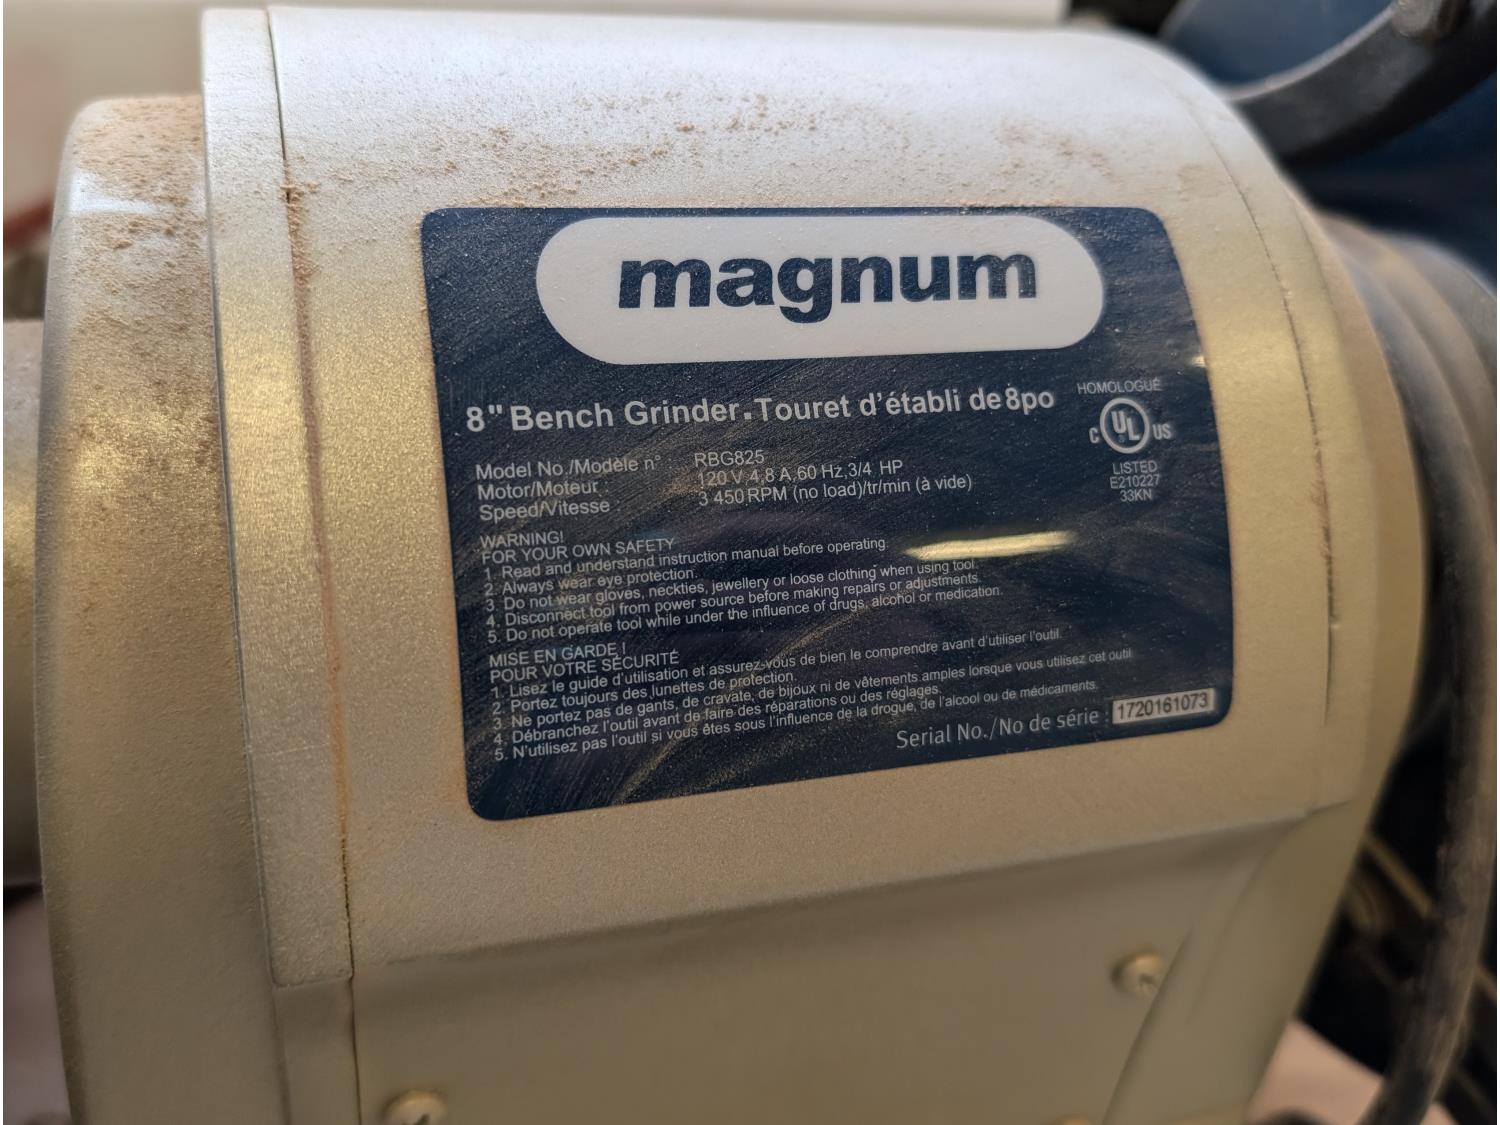 magnum
8" Bench Grinder. Touret d'établi de 8po
HOMOLOGUÉ
C UL US
LISTED
E210227
33KN
Model No./Modèle n° : RBG825
Motor/Moteur : 120 V 4,8 A, 60 Hz, 3/4 HP
Speed/Vitesse : 3 450 RPM (no load)/tr/min (à vide)
WARNING!
FOR YOUR OWN SAFETY
1. Read and understand instruction manual before operating.
2. Always wear eye protection.
3. Do not wear gloves, neckties, jewellery or loose clothing when using tool.
4. Disconnect tool from power source before making repairs or adjustments.
5. Do not operate tool while under the influence of drugs, alcohol or medication.
MISE EN GARDE !
POUR VOTRE SÉCURITÉ
1. Lisez le guide d'utilisation et assurez-vous de bien le comprendre avant d'utiliser l'outil.
2. Portez toujours des lunettes de protection.
3. Ne portez pas de gants, de cravate, de bijoux ni de vêtements amples lorsque vous utilisez cet outil.
4. Débranchez l'outil avant de faire des réparations ou des réglages.
5. N'utilisez pas l'outil si vous êtes sous l'influence de la drogue, de l'alcool ou de médicaments.
Serial No./No de série : 1720161073